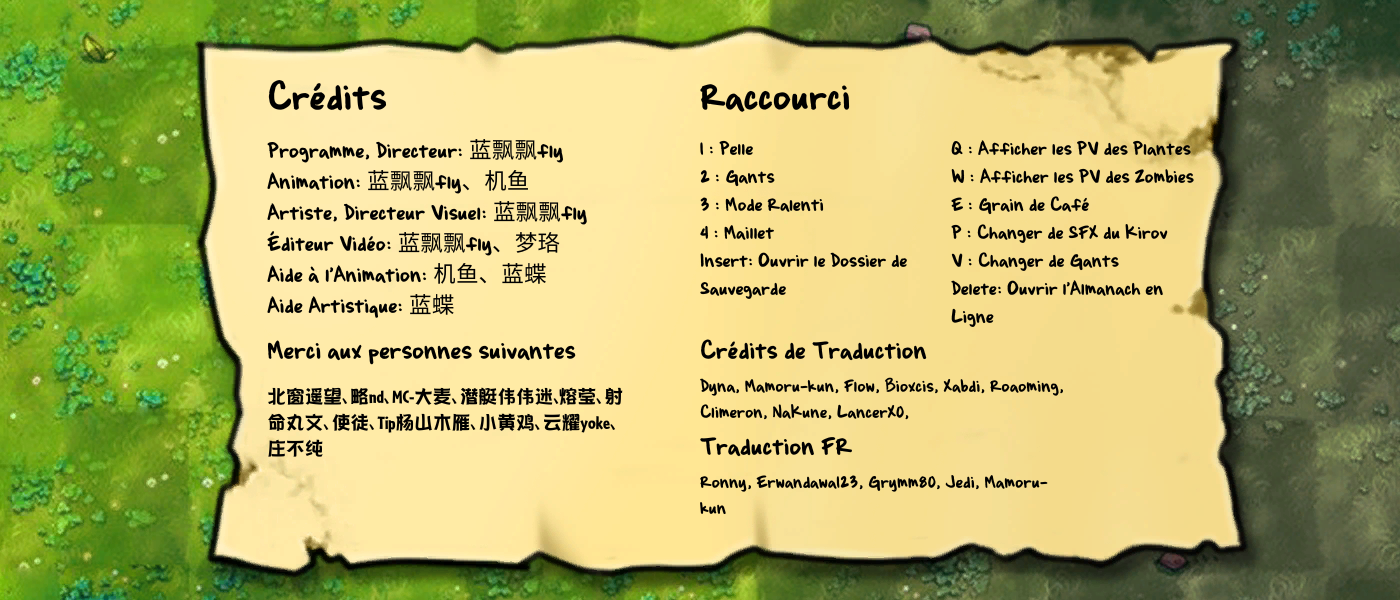 Crédits
Programme, Directeur: 蓝飘飘fly
Animation: 蓝飘飘fly、机鱼
Artiste, Directeur Visuel: 蓝飘飘fly
Éditeur Vidéo: 蓝飘飘fly、梦珞
Aide à l'Animation: 机鱼、蓝蝶
Aide Artistique: 蓝蝶
Merci aux personnes suivantes
北窗遥望、略nd、MC-大麦、潜艇伟伟迷、熔莹、射
命丸文、使徒、Tip杨山木雁、小黄鸡、云耀yoke、
庄不纯
Raccourci
1 : Pelle
2 : Gants
3 : Mode Ralenti
4 : Maillet
Insert: Ouvrir le Dossier de
Sauvegarde
Q : Afficher les PV des Plantes
W : Afficher les PV des Zombies
E : Grain de Café
P : Changer de SFX du Kirov
V : Changer de Gants
Delete: Ouvrir l'Almanach en
Ligne
Crédits de Traduction
Dyna, Mamoru-kun, Flow, Bioxcis, Xabdi, Roaoming,
Climeron, NaKune, LancerX0,
Traduction FR
Ronny, Erwandawa123, Grymm80, Jedi, Mamoru-
kun